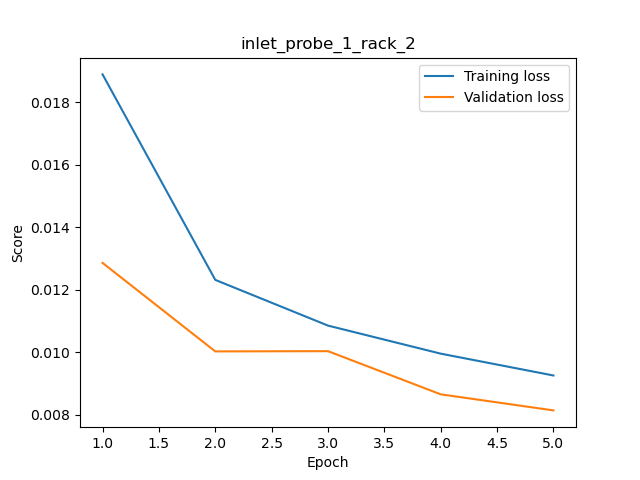 inlet_probe_1_rack_2
Training loss
Validation loss
0.018
0.016
0.014
0.012
0.010
0.008
Score
1.0 1.5 2.0 2.5 3.0 3.5 4.0 4.5 5.0
Epoch